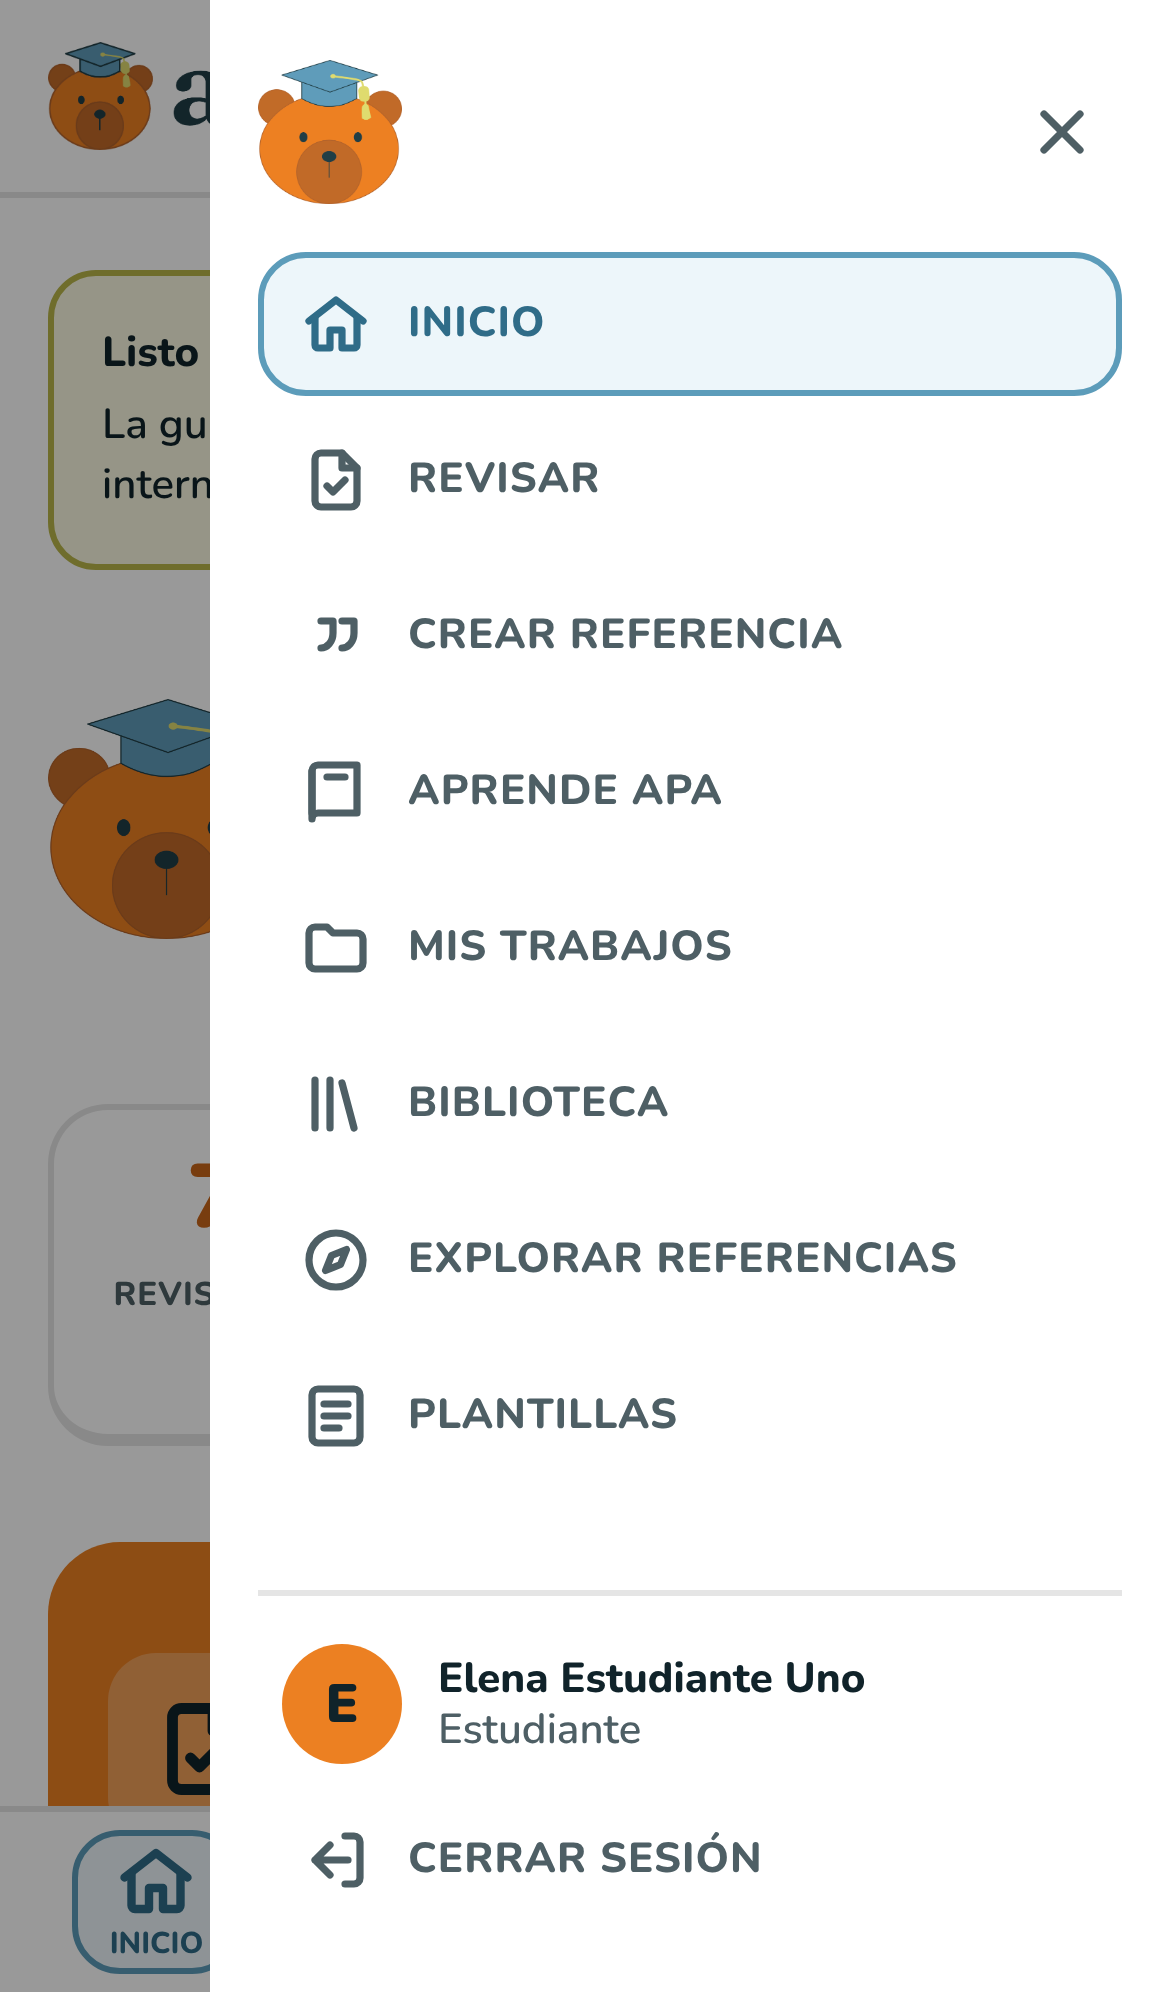 INICIO
REVISAR
CREAR REFERENCIA
APRENDE APA
MIS TRABAJOS
BIBLIOTECA
EXPLORAR REFERENCIAS
PLANTILLAS
E
Elena Estudiante Uno
Estudiante
CERRAR SESIÓN
a
Listo
La gu
intern
7
REVIS
INICIO